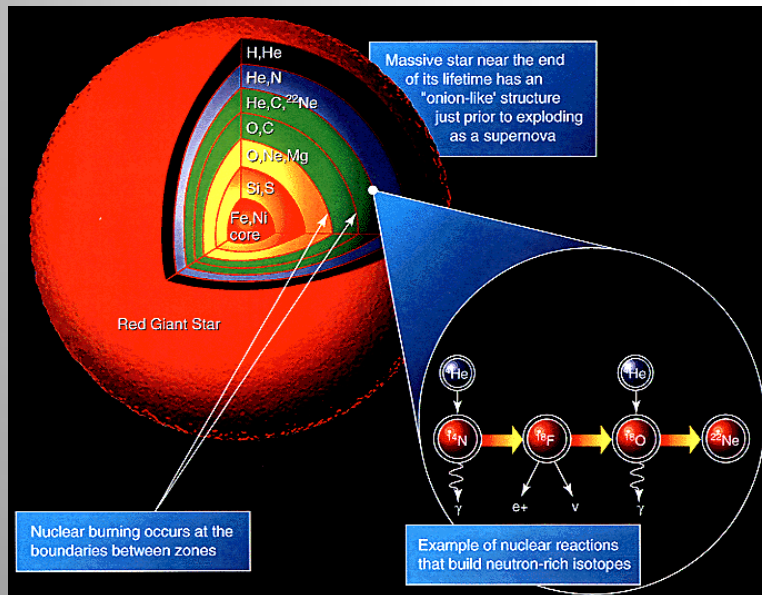 H,He
He,N
He,C,²²Ne
O,C
O,Ne,Mg
Si,S
Fe,Ni
core
Red Giant Star
Massive star near the end
of its lifetime has an
"onion-like' structure
just prior to exploding
as a supernova
He
He
¹⁴N
¹⁸F
¹⁸O
²²Ne
γ
e+
ν
γ
Nuclear burning occurs at the
boundaries between zones
Example of nuclear reactions
that build neutron-rich isotopes